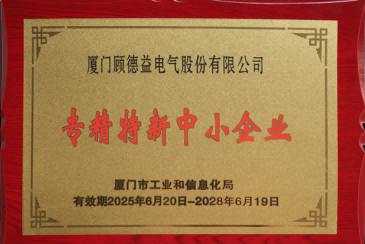 厦门顾德益电气股份有限公司
专精特新中小企业
厦门市工业和信息化局
有效期2025年6月20日-2028年6月19日